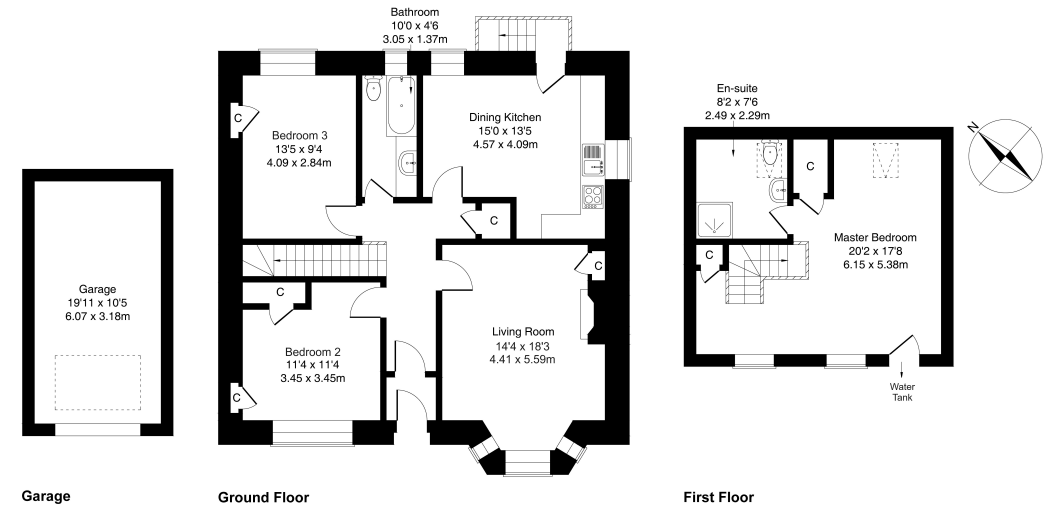 Bathroom
10'0 x 4'6
3.05 x 1.37m
C
Bedroom 3
13'5 x 9'4
4.09 x 2.84m
Dining Kitchen
15'0 x 13'5
4.57 x 4.09m
C
C
C
Living Room
14'4 x 18'3
4.41 x 5.59m
Bedroom 2
11'4 x 11'4
3.45 x 3.45m
C
Garage
19'11 x 10'5
6.07 x 3.18m
En-suite
8'2 x 7'6
2.49 x 2.29m
C
C
Master Bedroom
20'2 x 17'8
6.15 x 5.38m
Water
Tank
N
Garage
Ground Floor
First Floor